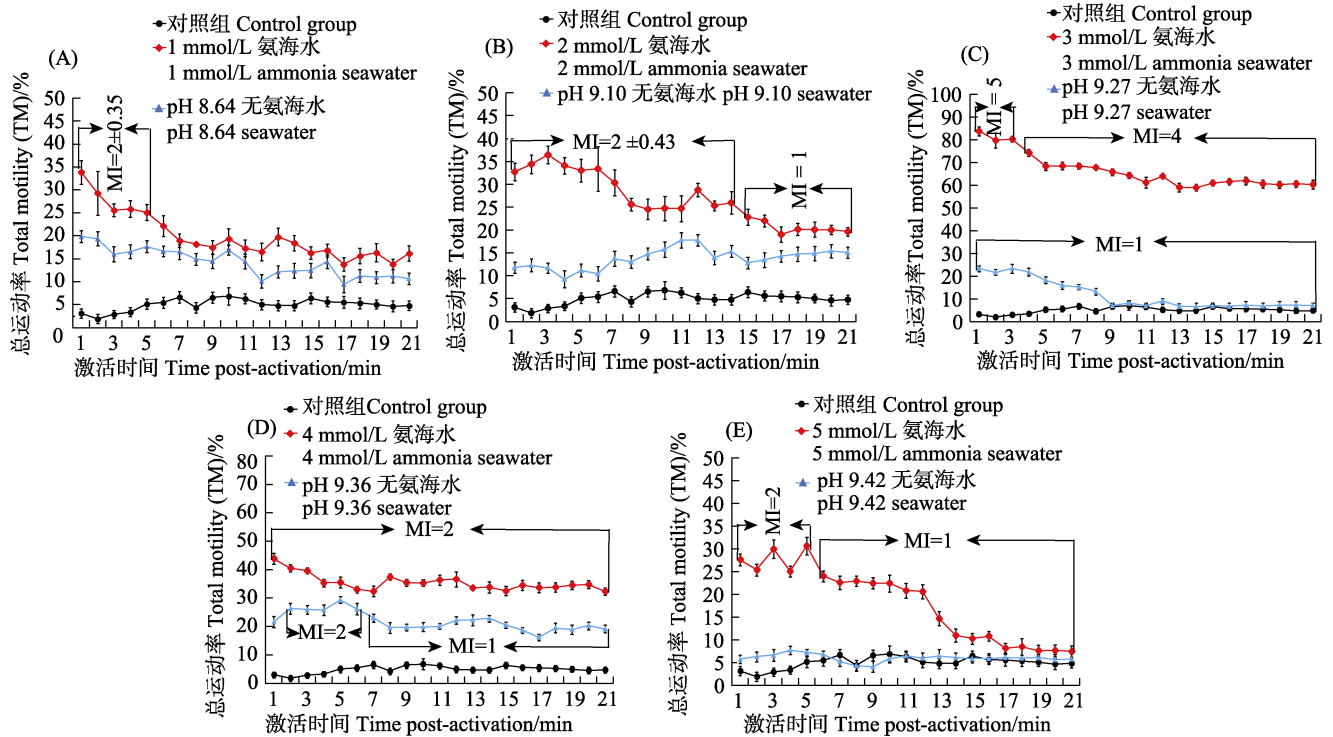 (A)
对照组 Control group
1 mmol/L 氨海水
1 mmol/L ammonia seawater
pH 8.64 无氨海水
pH 8.64 seawater
总运动率 Total motility (TM)/%
50
45
40
35
30
25
20
15
10
5
0
MI=2±0.35
1 3 5 7 9 11 13 15 17 19 21
激活时间 Time post-activation/min
(B)
对照组 Control group
2 mmol/L 氨海水
2 mmol/L ammonia seawater
pH 9.10 无氨海水 pH 9.10 seawater
总运动率 Total motility (TM)/%
50
45
40
35
30
25
20
15
10
5
0
MI=2 ±0.43
MI = 1
1 3 5 7 9 11 13 15 17 19 21
激活时间 Time post-activation/min
(C)
对照组 Control group
3 mmol/L 氨海水
3 mmol/L ammonia seawater
pH 9.27 无氨海水
pH 9.27 seawater
总运动率Total motility (TM)/%
100
90
80
70
60
50
40
30
20
10
0
MI = 5
MI=4
MI=1
1 3 5 7 9 11 13 15 17 19 21
激活时间 Time post-activation/min
(D)
对照组Control group
4 mmol/L 氨海水
4 mmol/L ammonia seawater
pH 9.36 无氨海水
pH 9.36 seawater
总运动率 Total motility (TM)/%
80
70
60
50
40
30
20
10
0
MI=2
MI=2
MI=1
1 3 5 7 9 11 13 15 17 19 21
激活时间 Time post-activation/min
(E)
对照组 Control group
5 mmol/L 氨海水
5 mmol/L ammonia seawater
pH 9.42 无氨海水
pH 9.42 seawater
总运动率 Total motility (TM)/%
50
45
40
35
30
25
20
15
10
5
0
MI=2
MI=1
1 3 5 7 9 11 13 15 17 19 21
激活时间 Time post-activation/min